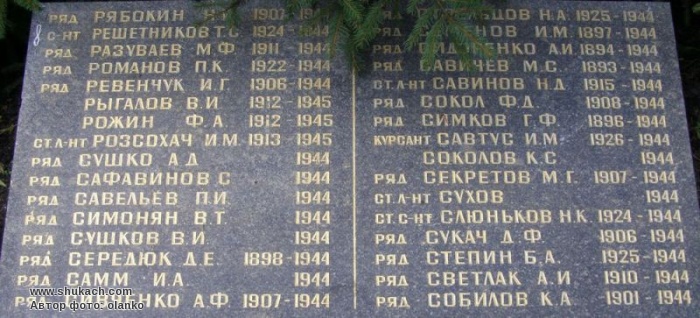 РЯД РЯБОКИН 1907 - 1944
С-НТ РЕШЕТНИКОВ Т.С. 1924 - 1944
РЯД РАЗУВАЕВ М.Ф. 1911 - 1944
РЯД РОМАНОВ П.К. 1922 - 1944
РЯД РЕВЕНЧУК И.Г. 1906 - 1944
РЫГАЛОВ В.И. 1912 - 1945
РОЖИН Ф.А. 1912 - 1945
СТ.Л-НТ РОЗСОХАЧ И.М. 1913 - 1945
РЯД СУШКО А.Д. 1944
РЯД САФАВИНОВ С. 1944
РЯД САВЕЛЬЕВ П.И. 1944
РЯД СИМОНЯН В.Т. 1944
РЯД СУШКОВ В.И. 1944
РЯД СЕРЕДЮК Д.Е. 1898 - 1944
РЯД САММ И.А. 1944
РЯД А.Ф. 1907 - 1944
РЯД Н.А. 1925 - 1944
РЯД И.М. 1897 - 1944
РЯД А.И. 1894 - 1944
РЯД САВИЧЕВ М.С. 1893 - 1944
СТ.Л-НТ САВИНОВ Н.Д. 1915 - 1944
РЯД СОКОЛ Ф.Д. 1908 - 1944
РЯД СИМКОВ Г.Ф. 1896 - 1944
КУРСАНТ САВТУС И.М. 1926 - 1944
СОКОЛОВ К.С. 1944
РЯД СЕКРЕТОВ М.Г. 1907 - 1944
СТ.Л-НТ СУХОВ 1944
СТ.С-НТ СЛЮНЬКОВ Н.К. 1924 - 1944
РЯД СУКАЧ Д.Ф. 1906 - 1944
РЯД СТЕПИН Б.А. 1925 - 1944
РЯД СВЕТЛАК А.И. 1910 - 1944
РЯД СОБИЛОВ К.А. 1901 - 1944
www.shukach.com
Автор фото: olanko